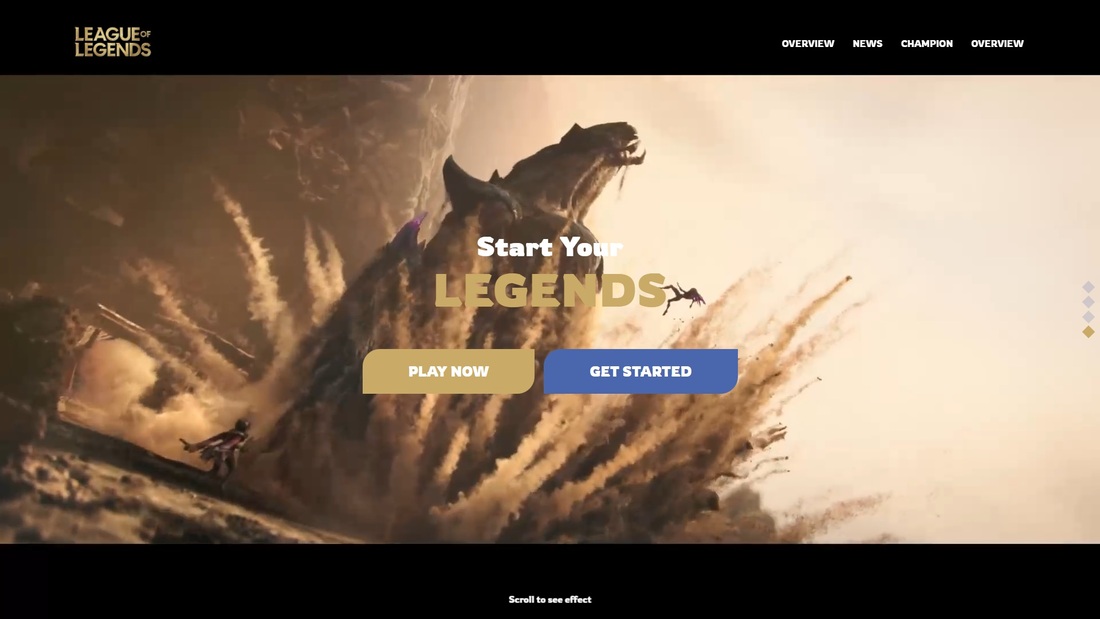 LEAGUE OF
LEGENDS
OVERVIEW NEWS CHAMPION OVERVIEW
Start Your
LEGENDS
PLAY NOW GET STARTED
Scroll to see effect